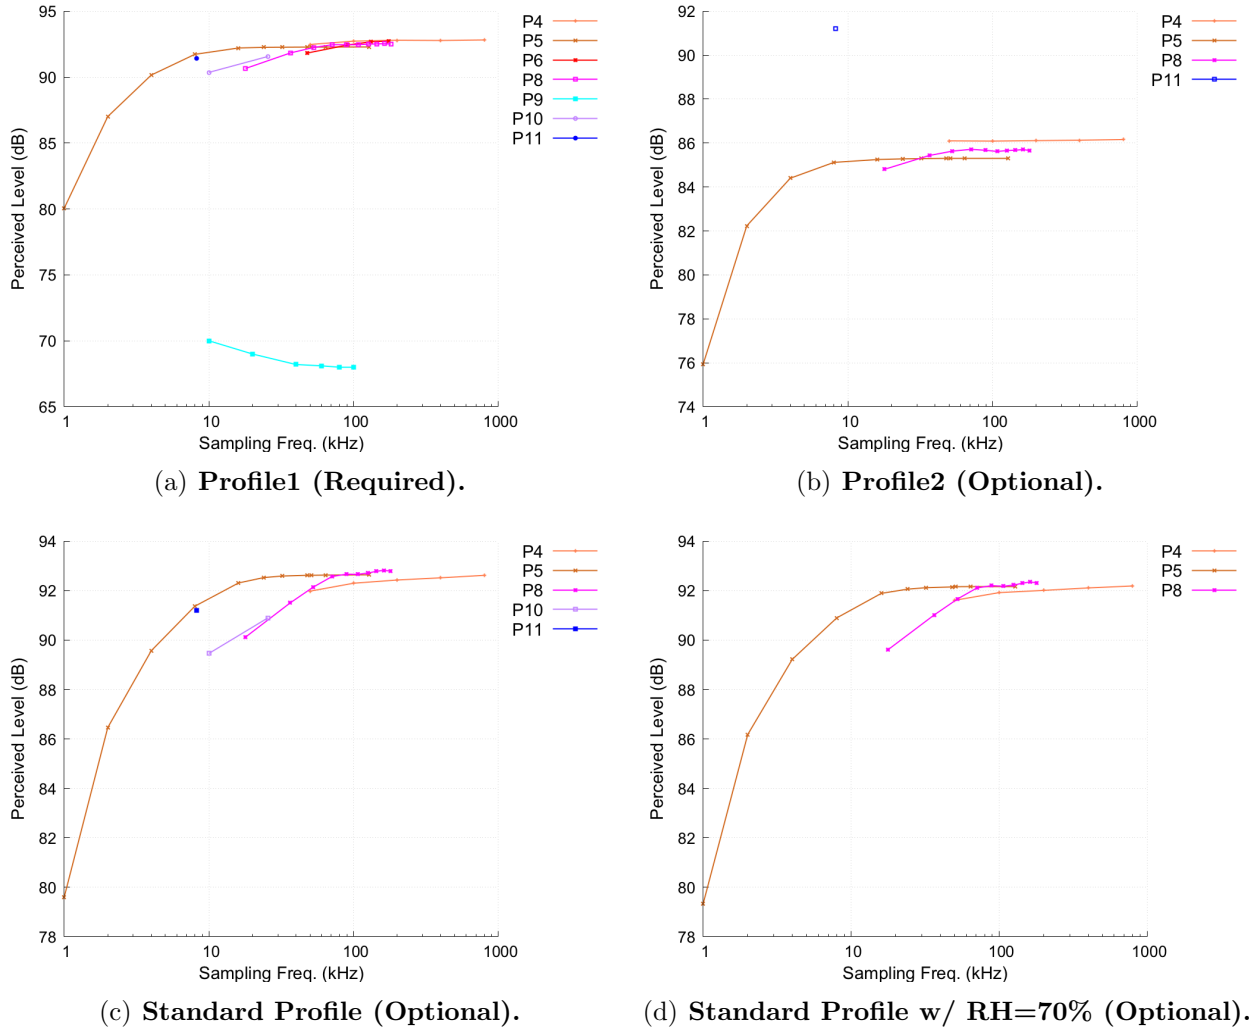 95
90
85
80
75
70
65
1
10
100
1000
Perceived Level (dB)
Sampling Freq. (kHz)
P4
P5
P6
P8
P9
P10
P11
(a) Profile1 (Required).
92
90
88
86
84
82
80
78
76
74
1
10
100
1000
Perceived Level (dB)
Sampling Freq. (kHz)
P4
P5
P8
P11
(b) Profile2 (Optional).
94
92
90
88
86
84
82
80
78
1
10
100
1000
Perceived Level (dB)
Sampling Freq. (kHz)
P4
P5
P8
P10
P11
(c) Standard Profile (Optional).
94
92
90
88
86
84
82
80
78
1
10
100
1000
Perceived Level (dB)
Sampling Freq. (kHz)
P4
P5
P8
(d) Standard Profile w/ RH=70% (Optional).